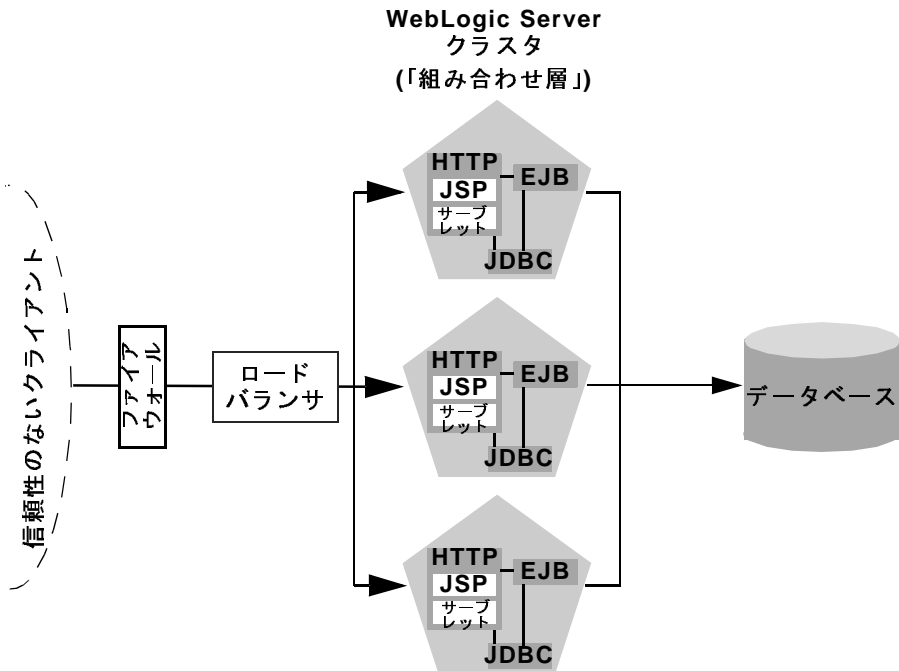 WebLogic Server
クラスタ
(「組み合わせ層」)
信頼性のないクライアント
ファイア
ウォール
ロード
バランサ
HTTP
JSP
サーブ
レット
EJB
JDBC
HTTP
JSP
サーブ
レット
EJB
JDBC
HTTP
JSP
サーブ
レット
EJB
JDBC
データベース